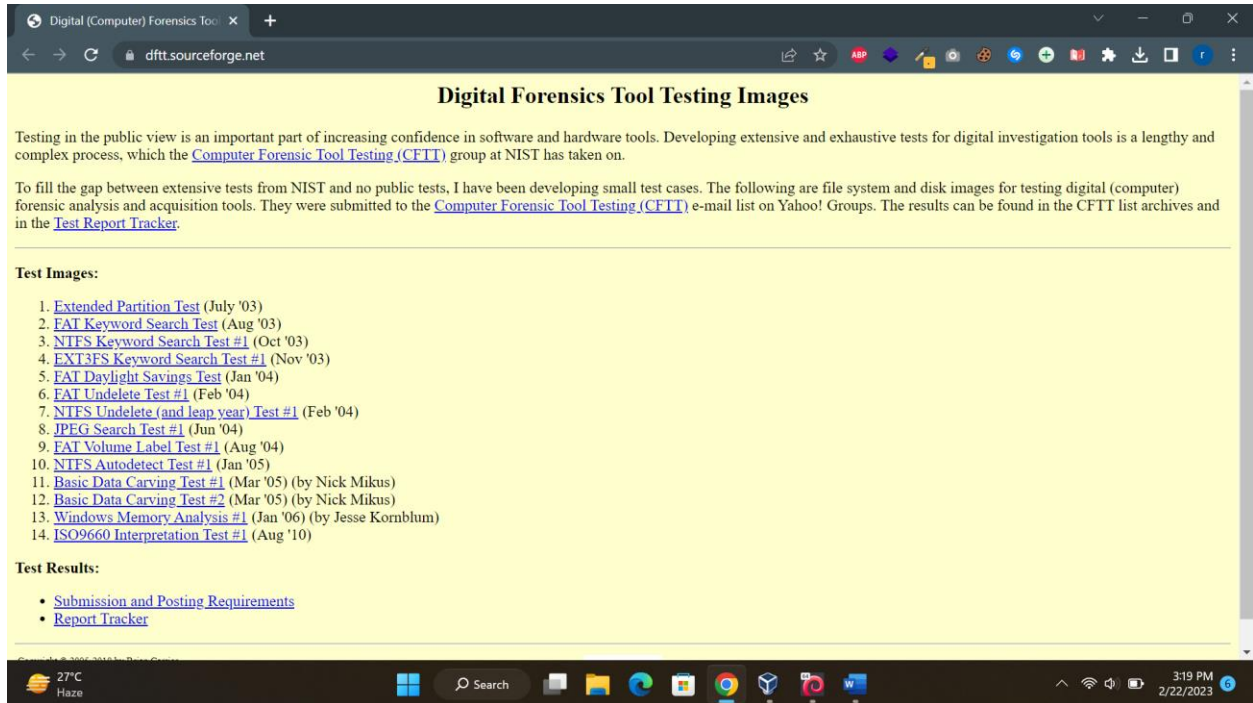 Digital (Computer) Forensics Tool
dftt.sourceforge.net
ABP
r
Digital Forensics Tool Testing Images
Testing in the public view is an important part of increasing confidence in software and hardware tools. Developing extensive and exhaustive tests for digital investigation tools is a lengthy and
complex process, which the Computer Forensic Tool Testing (CFTT) group at NIST has taken on.
To fill the gap between extensive tests from NIST and no public tests, I have been developing small test cases. The following are file system and disk images for testing digital (computer)
forensic analysis and acquisition tools. They were submitted to the Computer Forensic Tool Testing (CFTT) e-mail list on Yahoo! Groups. The results can be found in the CFTT list archives and
in the Test Report Tracker.
Test Images:
1. Extended Partition Test (July '03)
2. FAT Keyword Search Test (Aug '03)
3. NTFS Keyword Search Test #1 (Oct '03)
4. EXT3FS Keyword Search Test #1 (Nov '03)
5. FAT Daylight Savings Test (Jan '04)
6. FAT Undelete Test #1 (Feb '04)
7. NTFS Undelete (and leap year) Test #1 (Feb '04)
8. JPEG Search Test #1 (Jun '04)
9. FAT Volume Label Test #1 (Aug '04)
10. NTFS Autodetect Test #1 (Jan '05)
11. Basic Data Carving Test #1 (Mar '05) (by Nick Mikus)
12. Basic Data Carving Test #2 (Mar '05) (by Nick Mikus)
13. Windows Memory Analysis #1 (Jan '06) (by Jesse Kornblum)
14. ISO9660 Interpretation Test #1 (Aug '10)
Test Results:
• Submission and Posting Requirements
• Report Tracker
27°C
Haze
Search
3:19 PM
2/22/2023
6